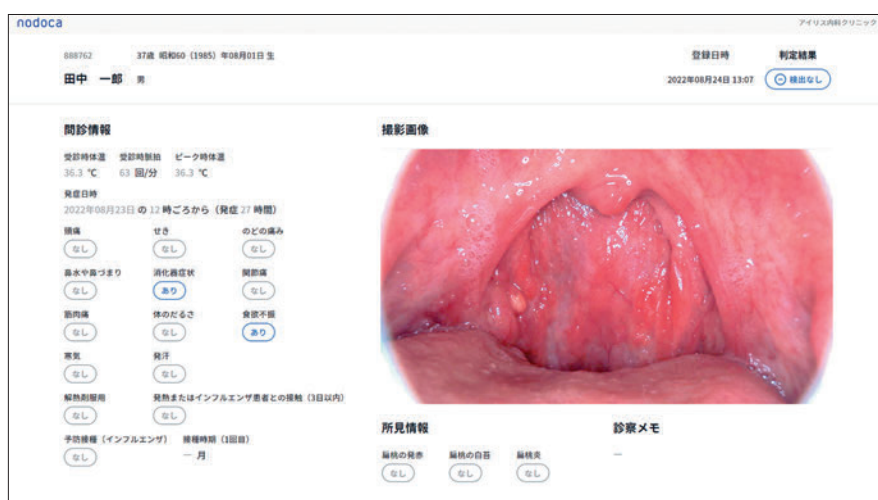 nodoca
アイリス内科クリニック
888762 37歳 昭和60（1985）年08月01日 生
田中 一郎 男
登録日時 判定結果
2022年08月24日 13:07 検出なし
問診情報
受診時体温 受診時脈拍 ピーク時体温
36.3 ℃ 63 回/分 36.3 ℃
発症日時
2022年08月23日 の 12 時ごろから（発症 27 時間）
頭痛 せき のどの痛み
なし なし なし
鼻水や鼻づまり 消化器症状 関節痛
なし あり なし
筋肉痛 体のだるさ 食欲不振
なし なし あり
寒気 発汗
なし なし
解熱剤服用 発熱またはインフルエンザ患者との接触（3日以内）
なし なし
予防接種（インフルエンザ） 接種時期（1回目）
なし ー 月
撮影画像
所見情報
扁桃の発赤 扁桃の白苔 扁桃炎
なし なし なし
診察メモ
ー